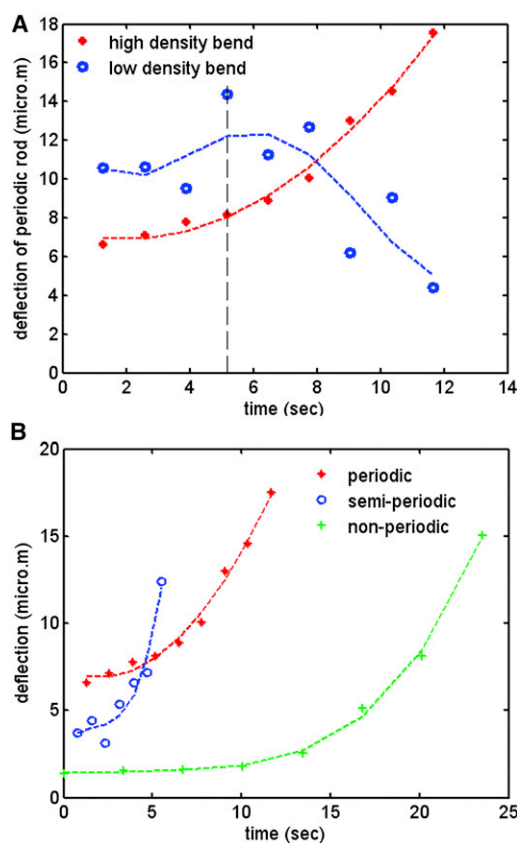 A
high density bend
low density bend
deflection of periodic rod (micro.m)
18
16
14
12
10
8
6
4
2
0
0 2 4 6 8 10 12 14
time (sec)
B
periodic
semi-periodic
non-periodic
deflection (micro.m)
20
15
10
5
0
0 5 10 15 20 25
time (sec)